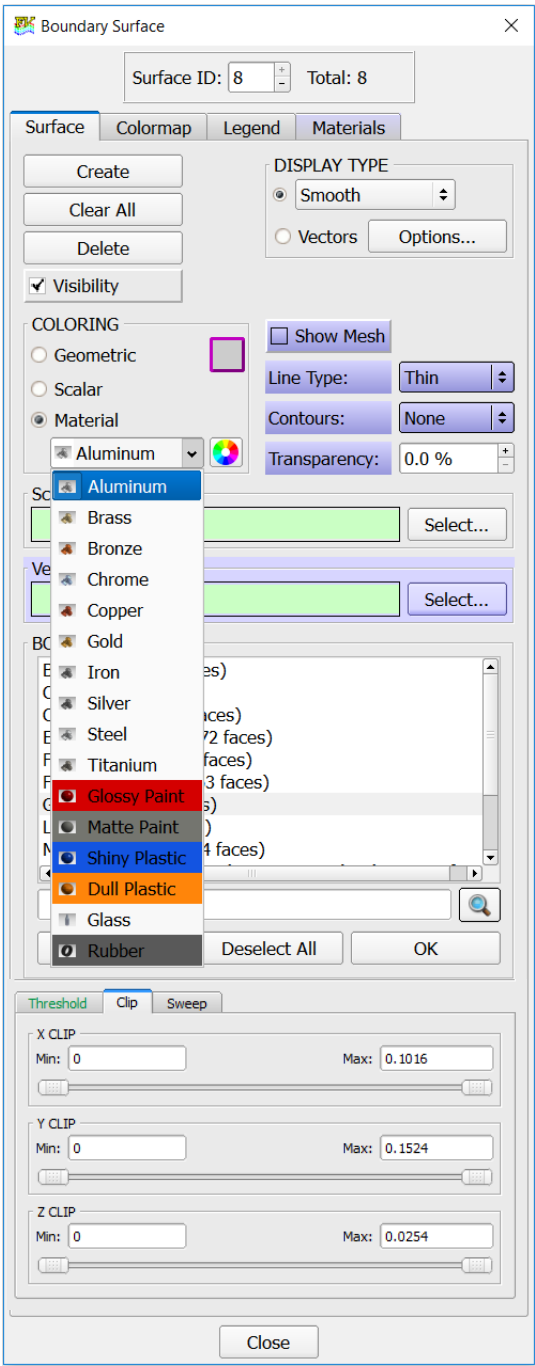 Boundary Surface
Surface ID: 8 Total: 8
Surface Colormap Legend Materials
Create
Clear All
Delete
Visibility
DISPLAY TYPE
Smooth
Vectors Options...
COLORING
Geometric
Scalar
Material
Aluminum
Show Mesh
Line Type: Thin
Contours: None
Transparency: 0.0 %
Aluminum
Brass
Bronze
Chrome
Copper
Gold
Iron
Silver
Steel
Titanium
Glossy Paint
Matte Paint
Shiny Plastic
Dull Plastic
Glass
Rubber
Sc
Select...
Ve
Select...
BO
E es)
C
C aces)
E 72 faces)
F faces)
F 3 faces)
G s)
L )
M 4 faces)
Deselect All OK
Threshold Clip Sweep
X CLIP
Min: 0 Max: 0.1016
Y CLIP
Min: 0 Max: 0.1524
Z CLIP
Min: 0 Max: 0.0254
Close